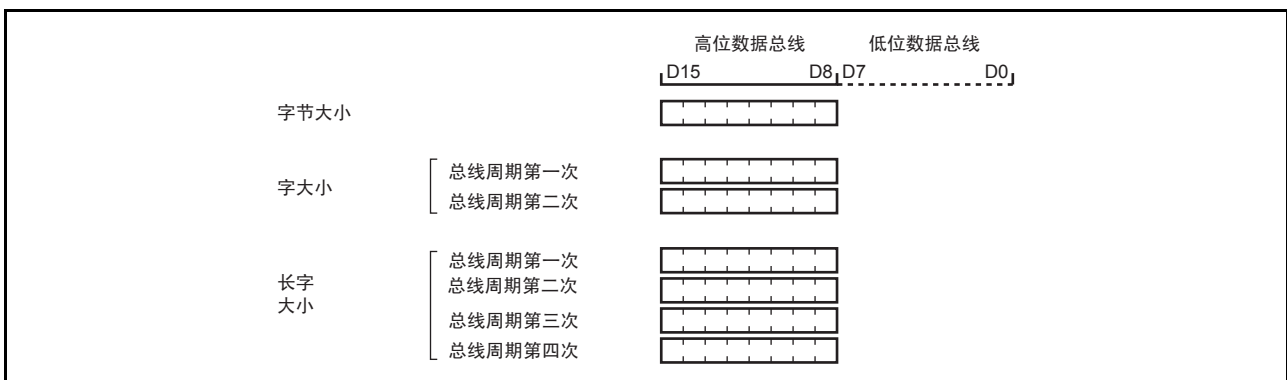 高位数据总线 低位数据总线
D15 D8 D7 D0
字节大小
字大小
总线周期第一次
总线周期第二次
长字
大小
总线周期第一次
总线周期第二次
总线周期第三次
总线周期第四次